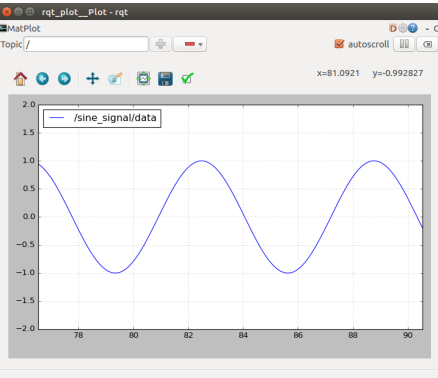 rqt_plot__Plot - rqt
MatPlot D - O
Topic / autoscroll
x=81.0921 y=-0.992827
/sine_signal/data
2.0
1.5
1.0
0.5
0.0
−0.5
−1.0
−1.5
−2.0
78 80 82 84 86 88 90